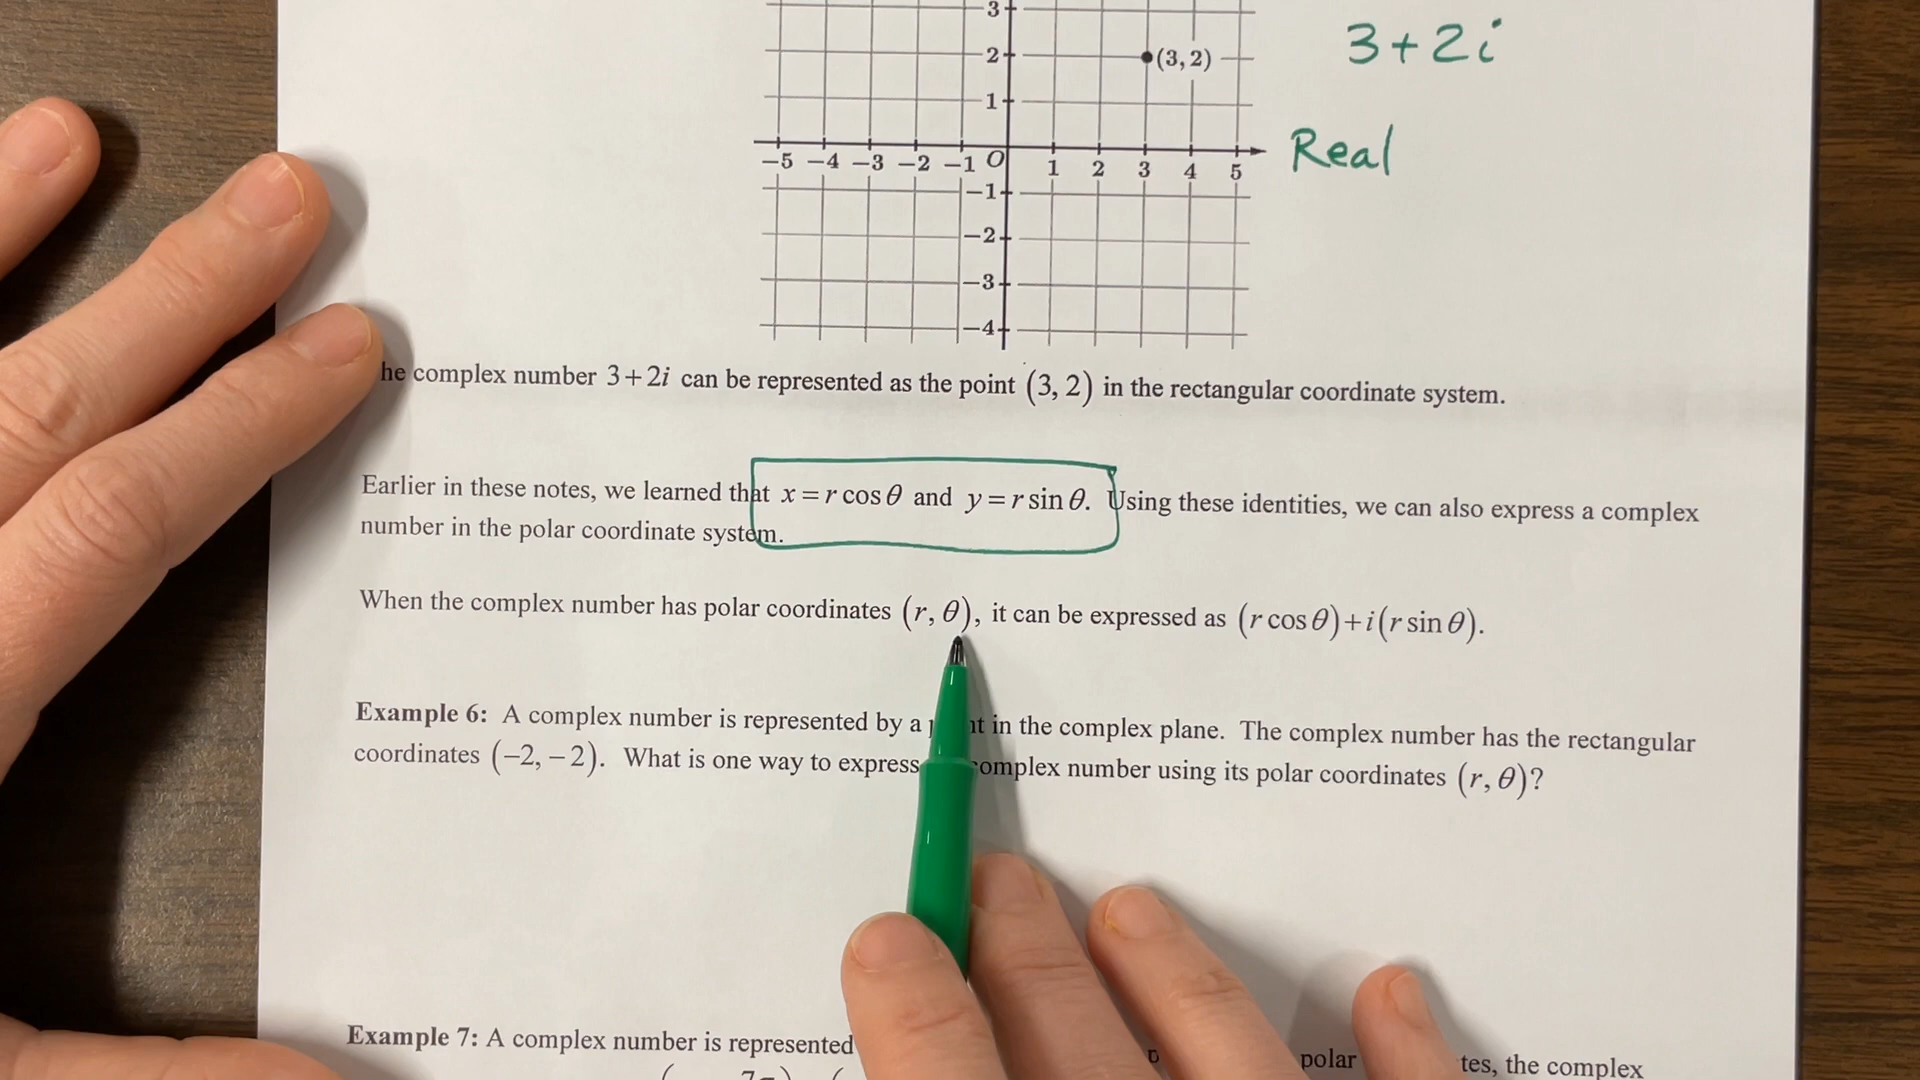 3
3+2i
2 (3, 2)
1
Real
−5 −4 −3 −2 −1 O 1 2 3 4 5
−1
−2
−3
−4
he complex number 3+2i can be represented as the point (3, 2) in the rectangular coordinate system.
Earlier in these notes, we learned that x = r cos θ and y = r sin θ. Using these identities, we can also express a complex
number in the polar coordinate system.
When the complex number has polar coordinates (r, θ), it can be expressed as (r cos θ)+i(r sin θ).
Example 6: A complex number is represented by a in the complex plane. The complex number has the rectangular
coordinates (−2, −2). What is one way to express complex number using its polar coordinates (r, θ)?
Example 7: A complex number is represented polar tes, the complex